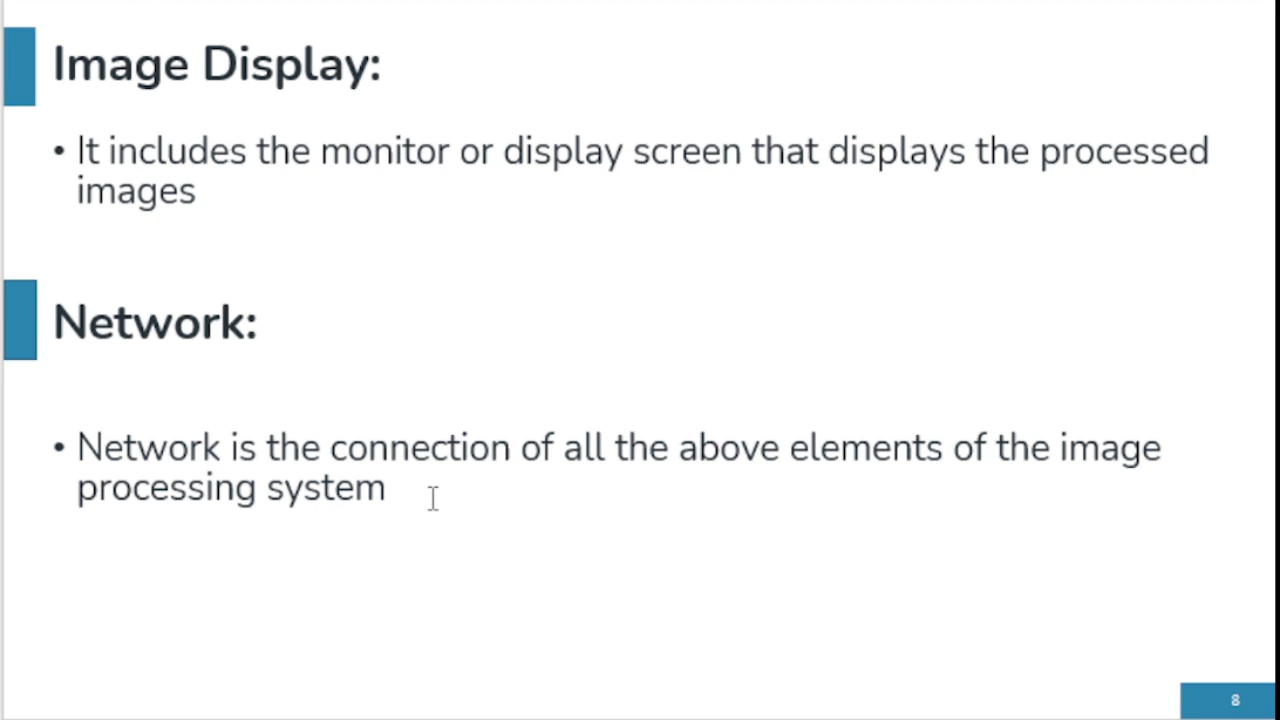 Image Display:
• It includes the monitor or display screen that displays the processed
images
Network:
• Network is the connection of all the above elements of the image
processing system
8